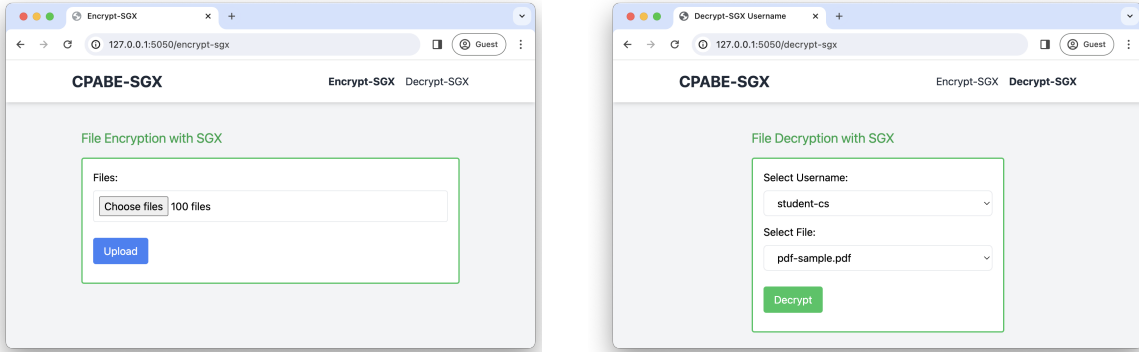 Encrypt-SGX
127.0.0.1:5050/encrypt-sgx
Guest
CPABE-SGX
Encrypt-SGX Decrypt-SGX
File Encryption with SGX
Files:
Choose files 100 files
Upload
Decrypt-SGX Username
127.0.0.1:5050/decrypt-sgx
Guest
CPABE-SGX
Encrypt-SGX Decrypt-SGX
File Decryption with SGX
Select Username:
student-cs
Select File:
pdf-sample.pdf
Decrypt